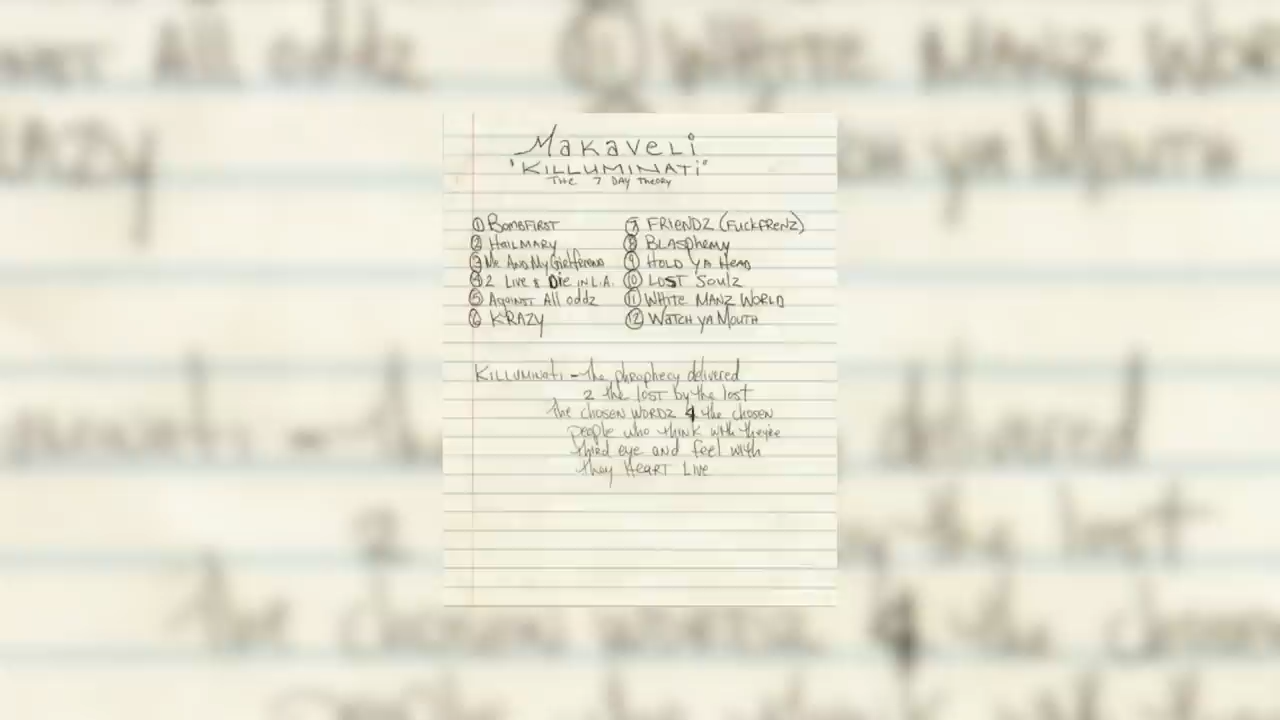 Makaveli
"KILLUMINATi"
THE 7 DAY THEORY
① BOMBFIRST
② HAILMARY
③ Me AND My Girlfriend
④ 2 Live & Die IN L.A.
⑤ AGAINST All oddz
⑥ KRAZY
⑦ FRIENDZ (FUCKFRENZ)
⑧ BLASPHEMY
⑨ HOLD YA HEAD
⑩ LOST Soulz
⑪ WHITE MANZ WORLD
⑫ WATCH YA MOUTH
KILLUMINATi - The prophecy delivered
2 the lost by the lost
the chosen wordz 4 the chosen
people who think with theyre
third eye and feel with
they Heart Live